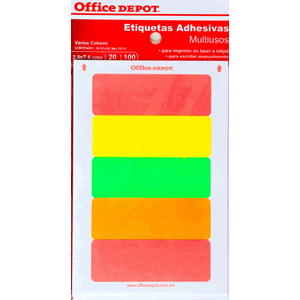 Office DEPOT
Etiquetas Adhesivas
Multiusos
Varios Colores
• para imprimir en laser o inkjet
• para escribir manualmente
20 100
Office DEPOT.
www.officedepot.com.mx